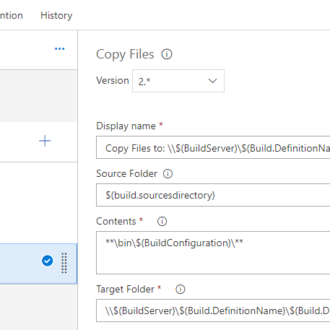 History
...
Copy Files
Version 2.*
Display name *
Copy Files to: \\$(BuildServer)\$(Build.DefinitionNa
Source Folder
$(build.sourcesdirectory)
Contents *
**\bin\$(BuildConfiguration)\**
Target Folder *
\\$(BuildServer)\$(Build.DefinitionName)\$(Build.D